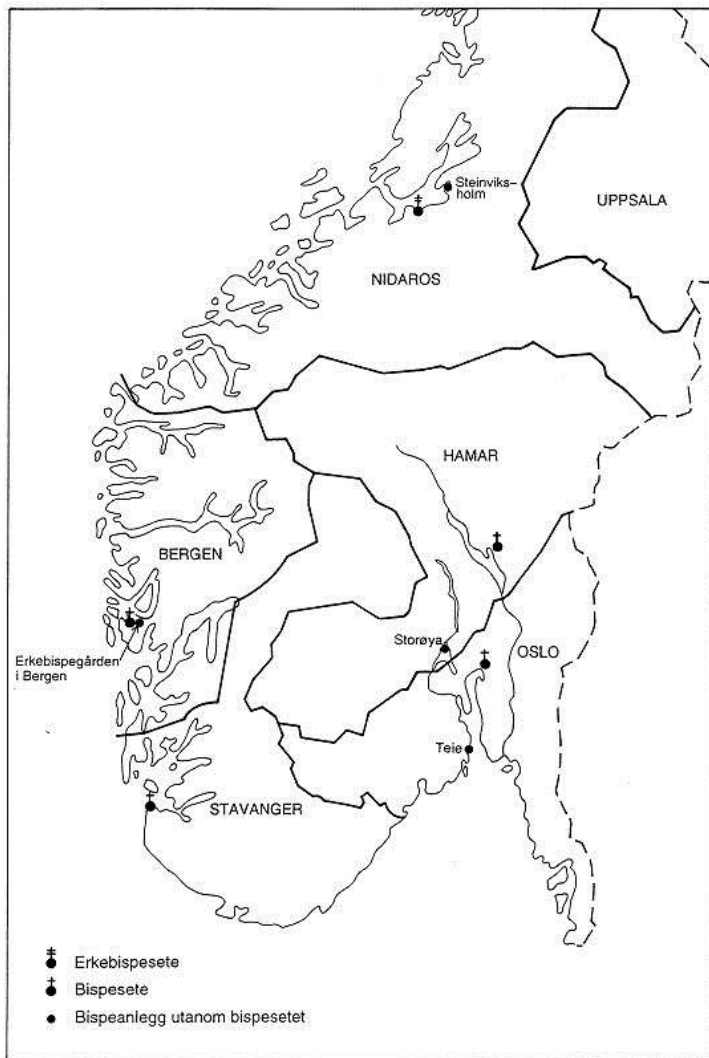 Steinviks-
holm
UPPSALA
NIDAROS
HAMAR
BERGEN
Storøya
OSLO
Erkebispegården
i Bergen
Teie
STAVANGER
Erkebispesete
Bispesete
Bispeanlegg utanom bispesetet